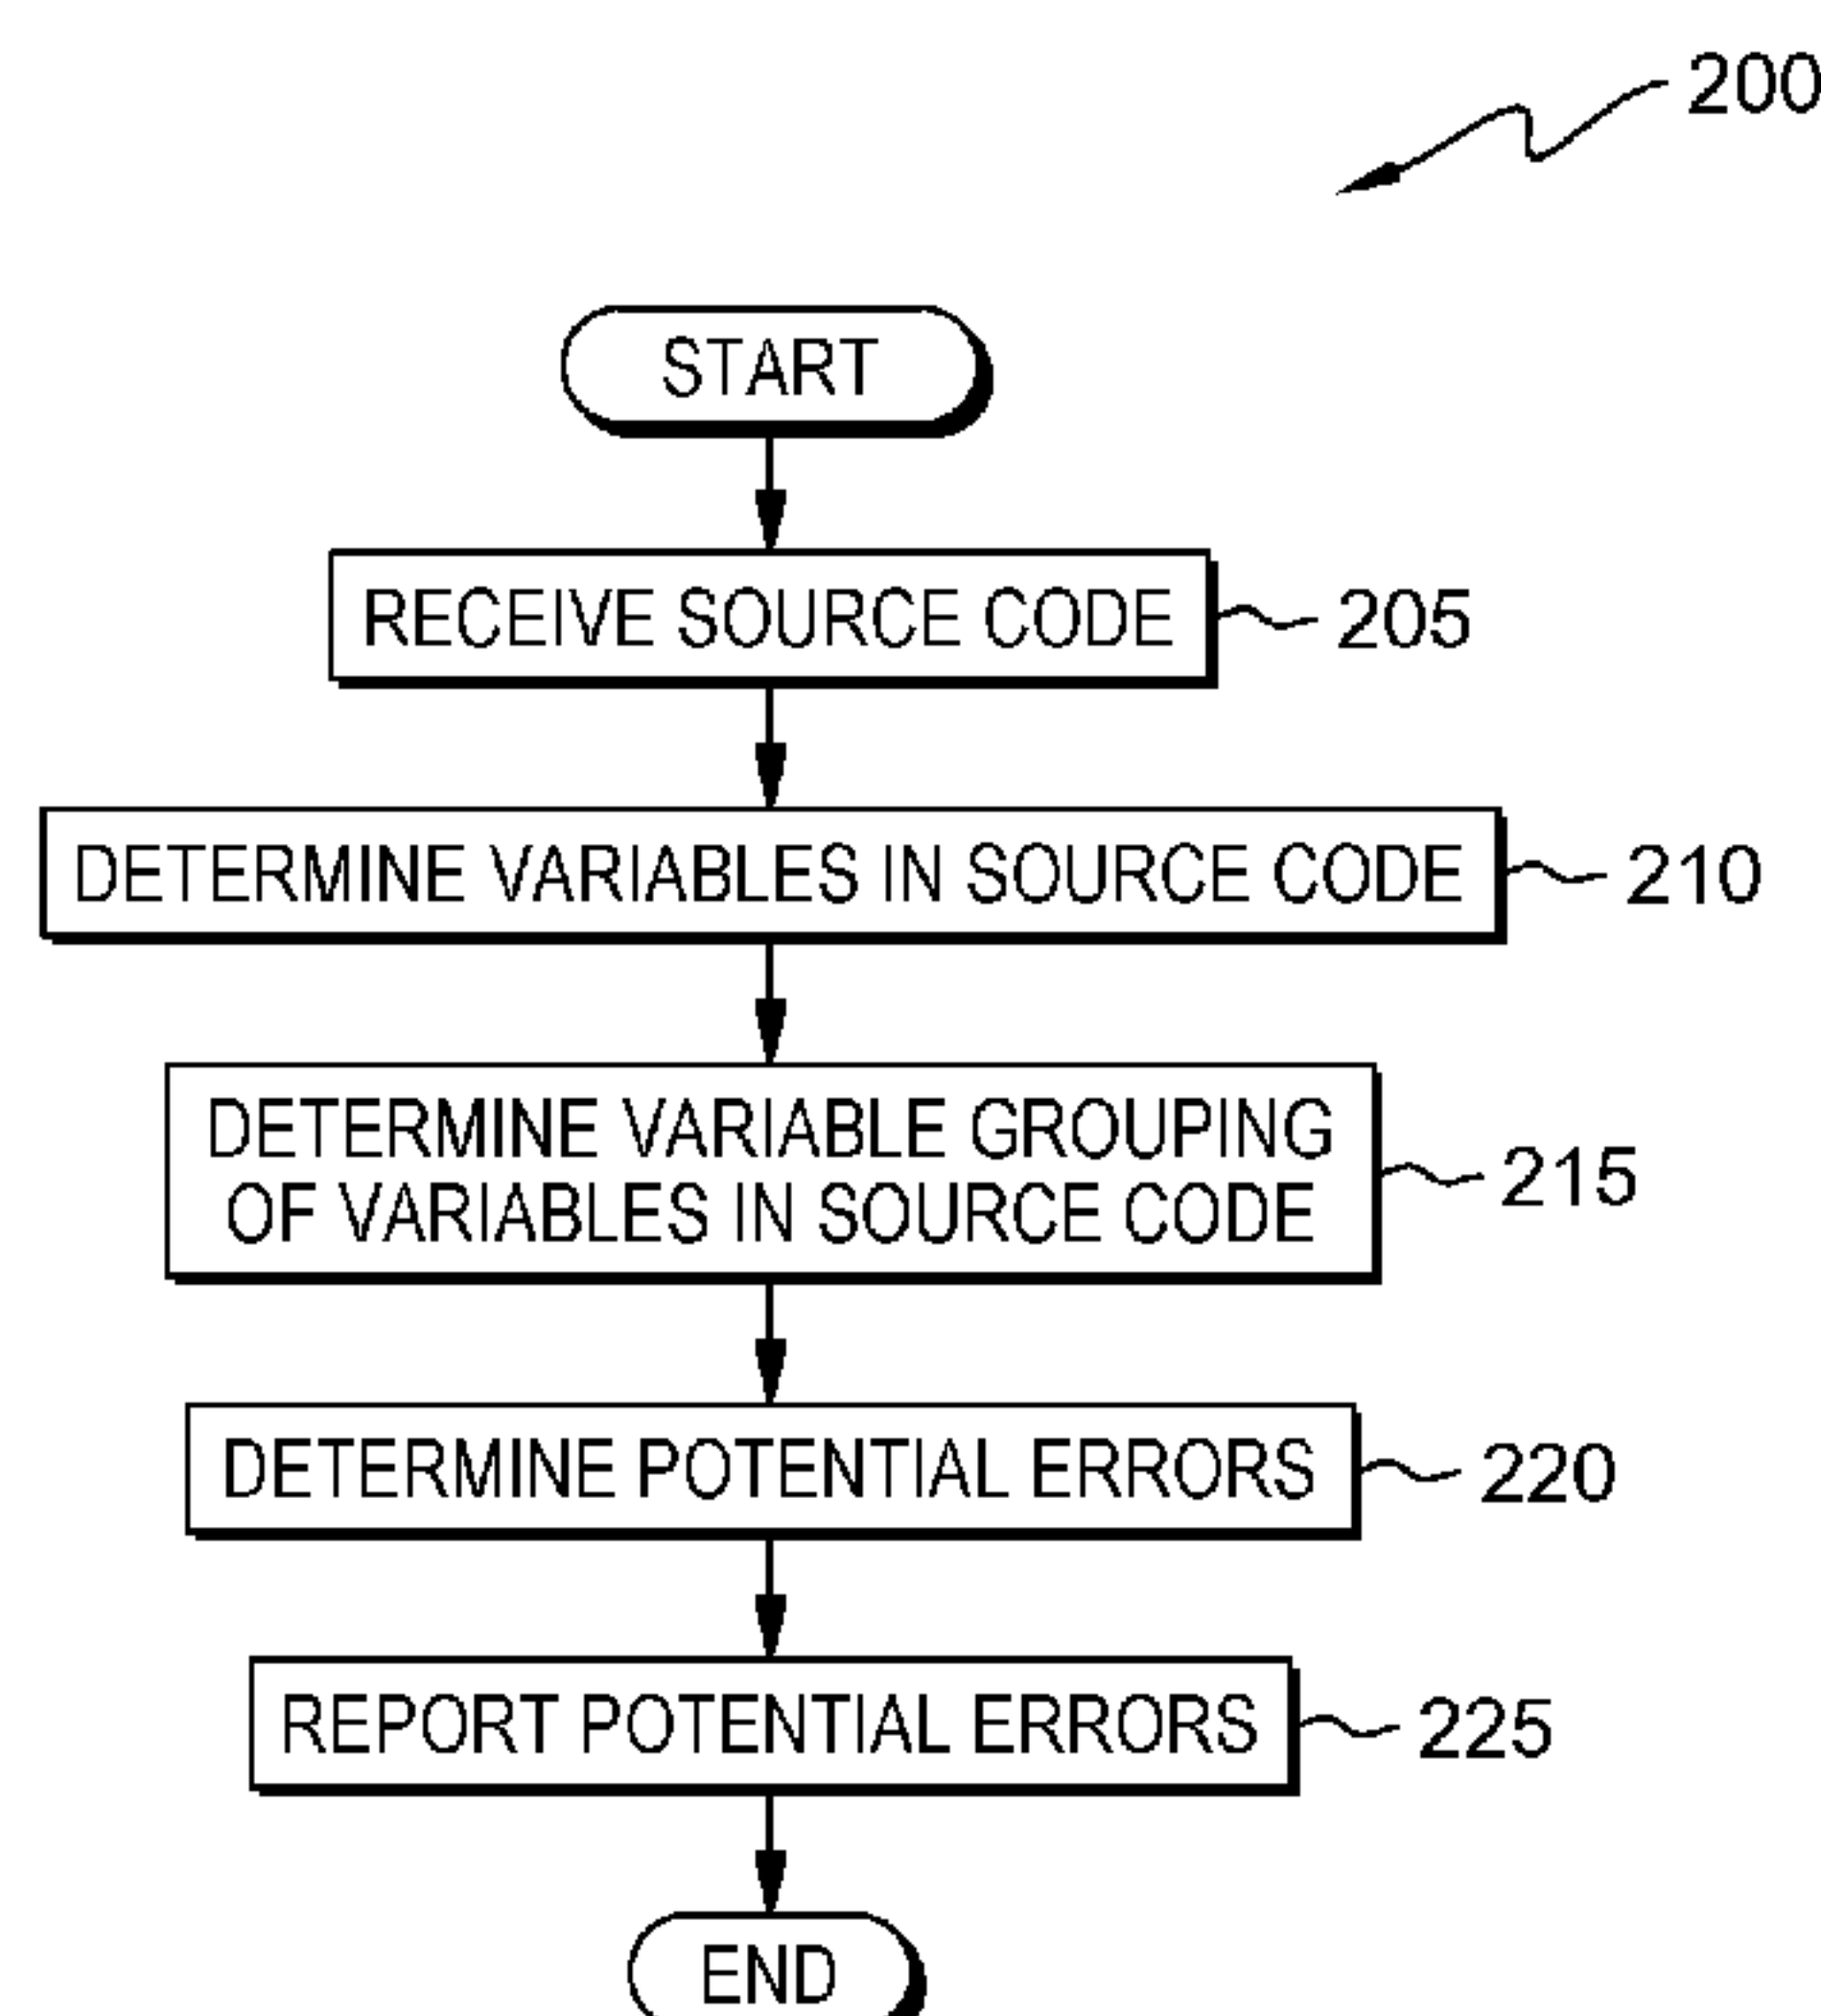 200
START
RECEIVE SOURCE CODE
205
DETERMINE VARIABLES IN SOURCE CODE
210
DETERMINE VARIABLE GROUPING
OF VARIABLES IN SOURCE CODE
215
DETERMINE POTENTIAL ERRORS
220
REPORT POTENTIAL ERRORS
225
END